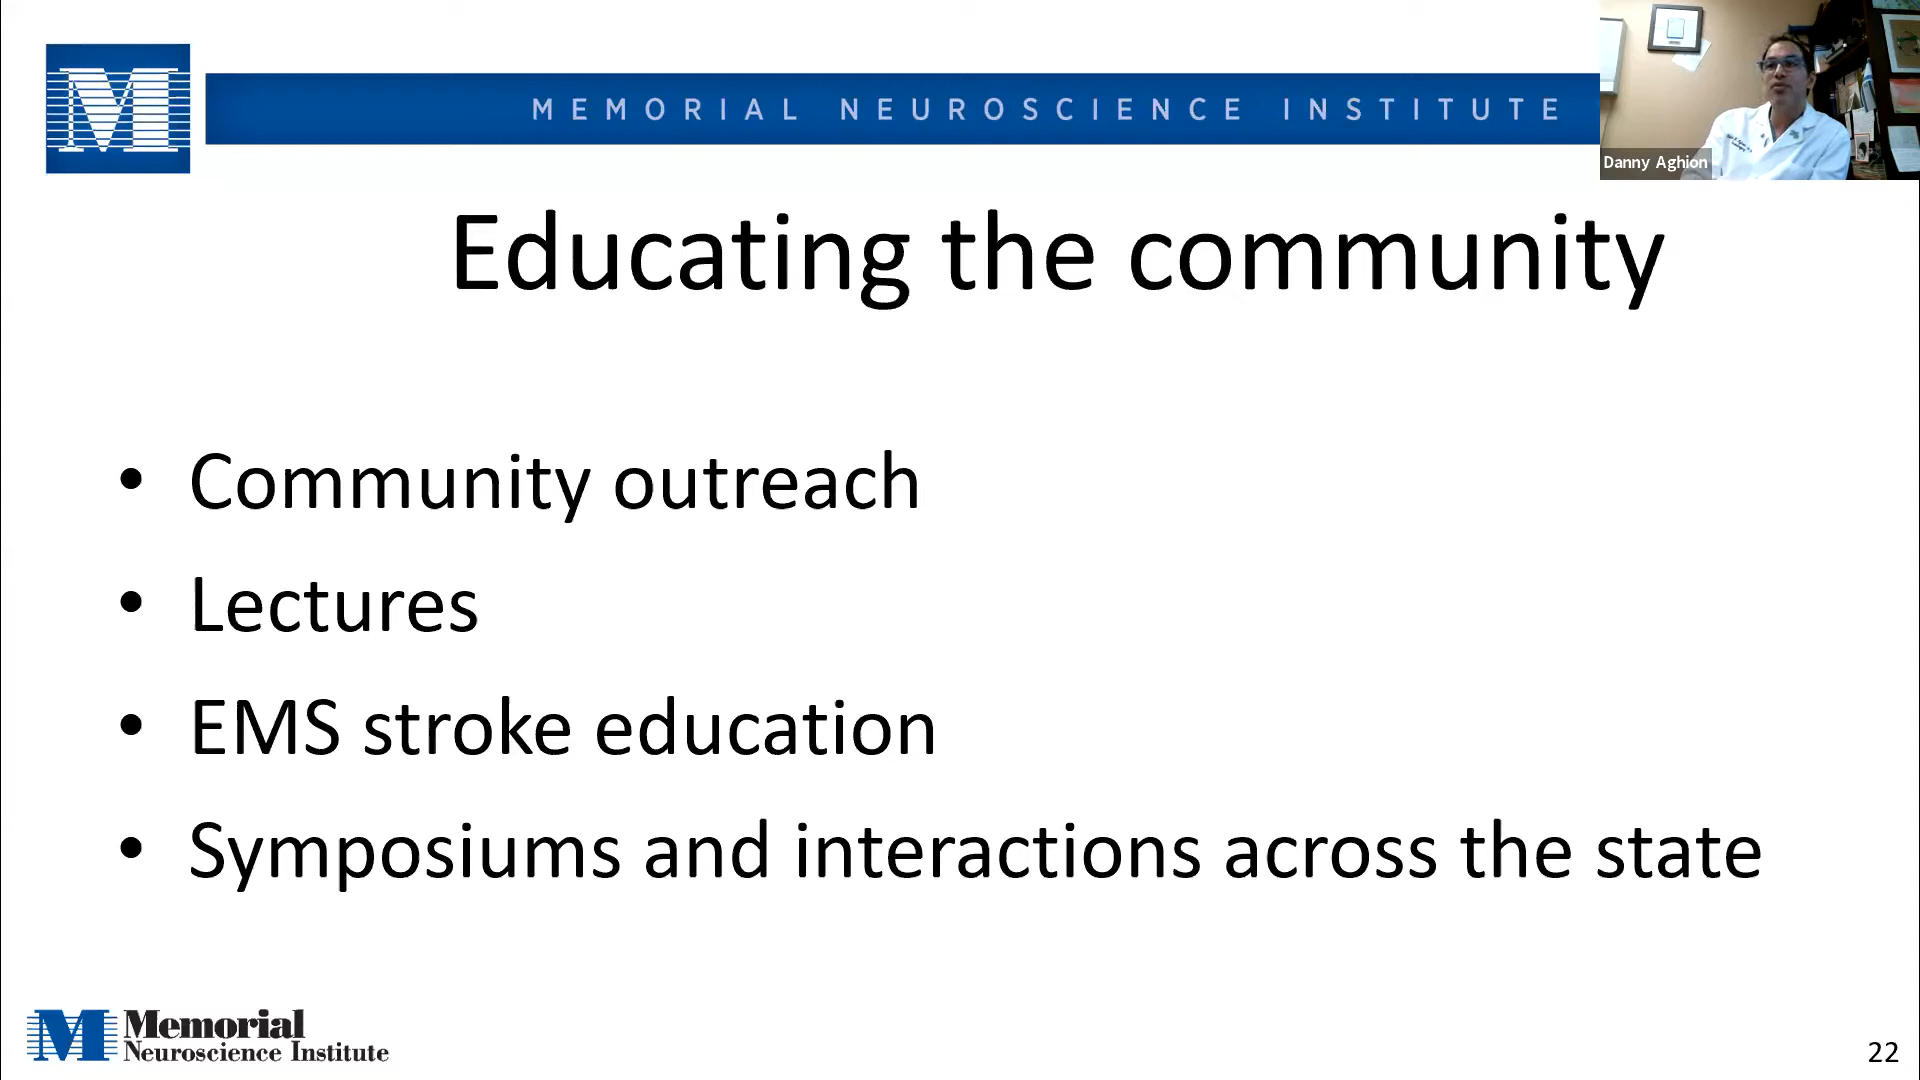 MEMORIAL NEUROSCIENCE INSTITUTE
Danny Aghion
Educating the community
• Community outreach
• Lectures
• EMS stroke education
• Symposiums and interactions across the state
M Memorial
Neuroscience Institute
22